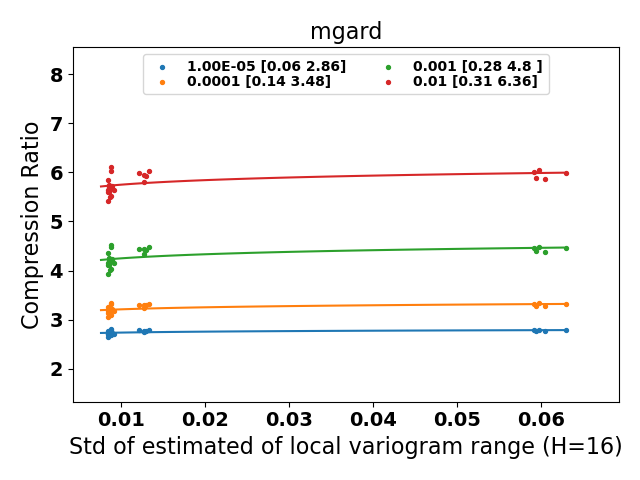 mgard
1.00E-05 [0.06 2.86]
0.0001 [0.14 3.48]
0.001 [0.28 4.8 ]
0.01 [0.31 6.36]
Compression Ratio
8
7
6
5
4
3
2
0.01 0.02 0.03 0.04 0.05 0.06
Std of estimated of local variogram range (H=16)